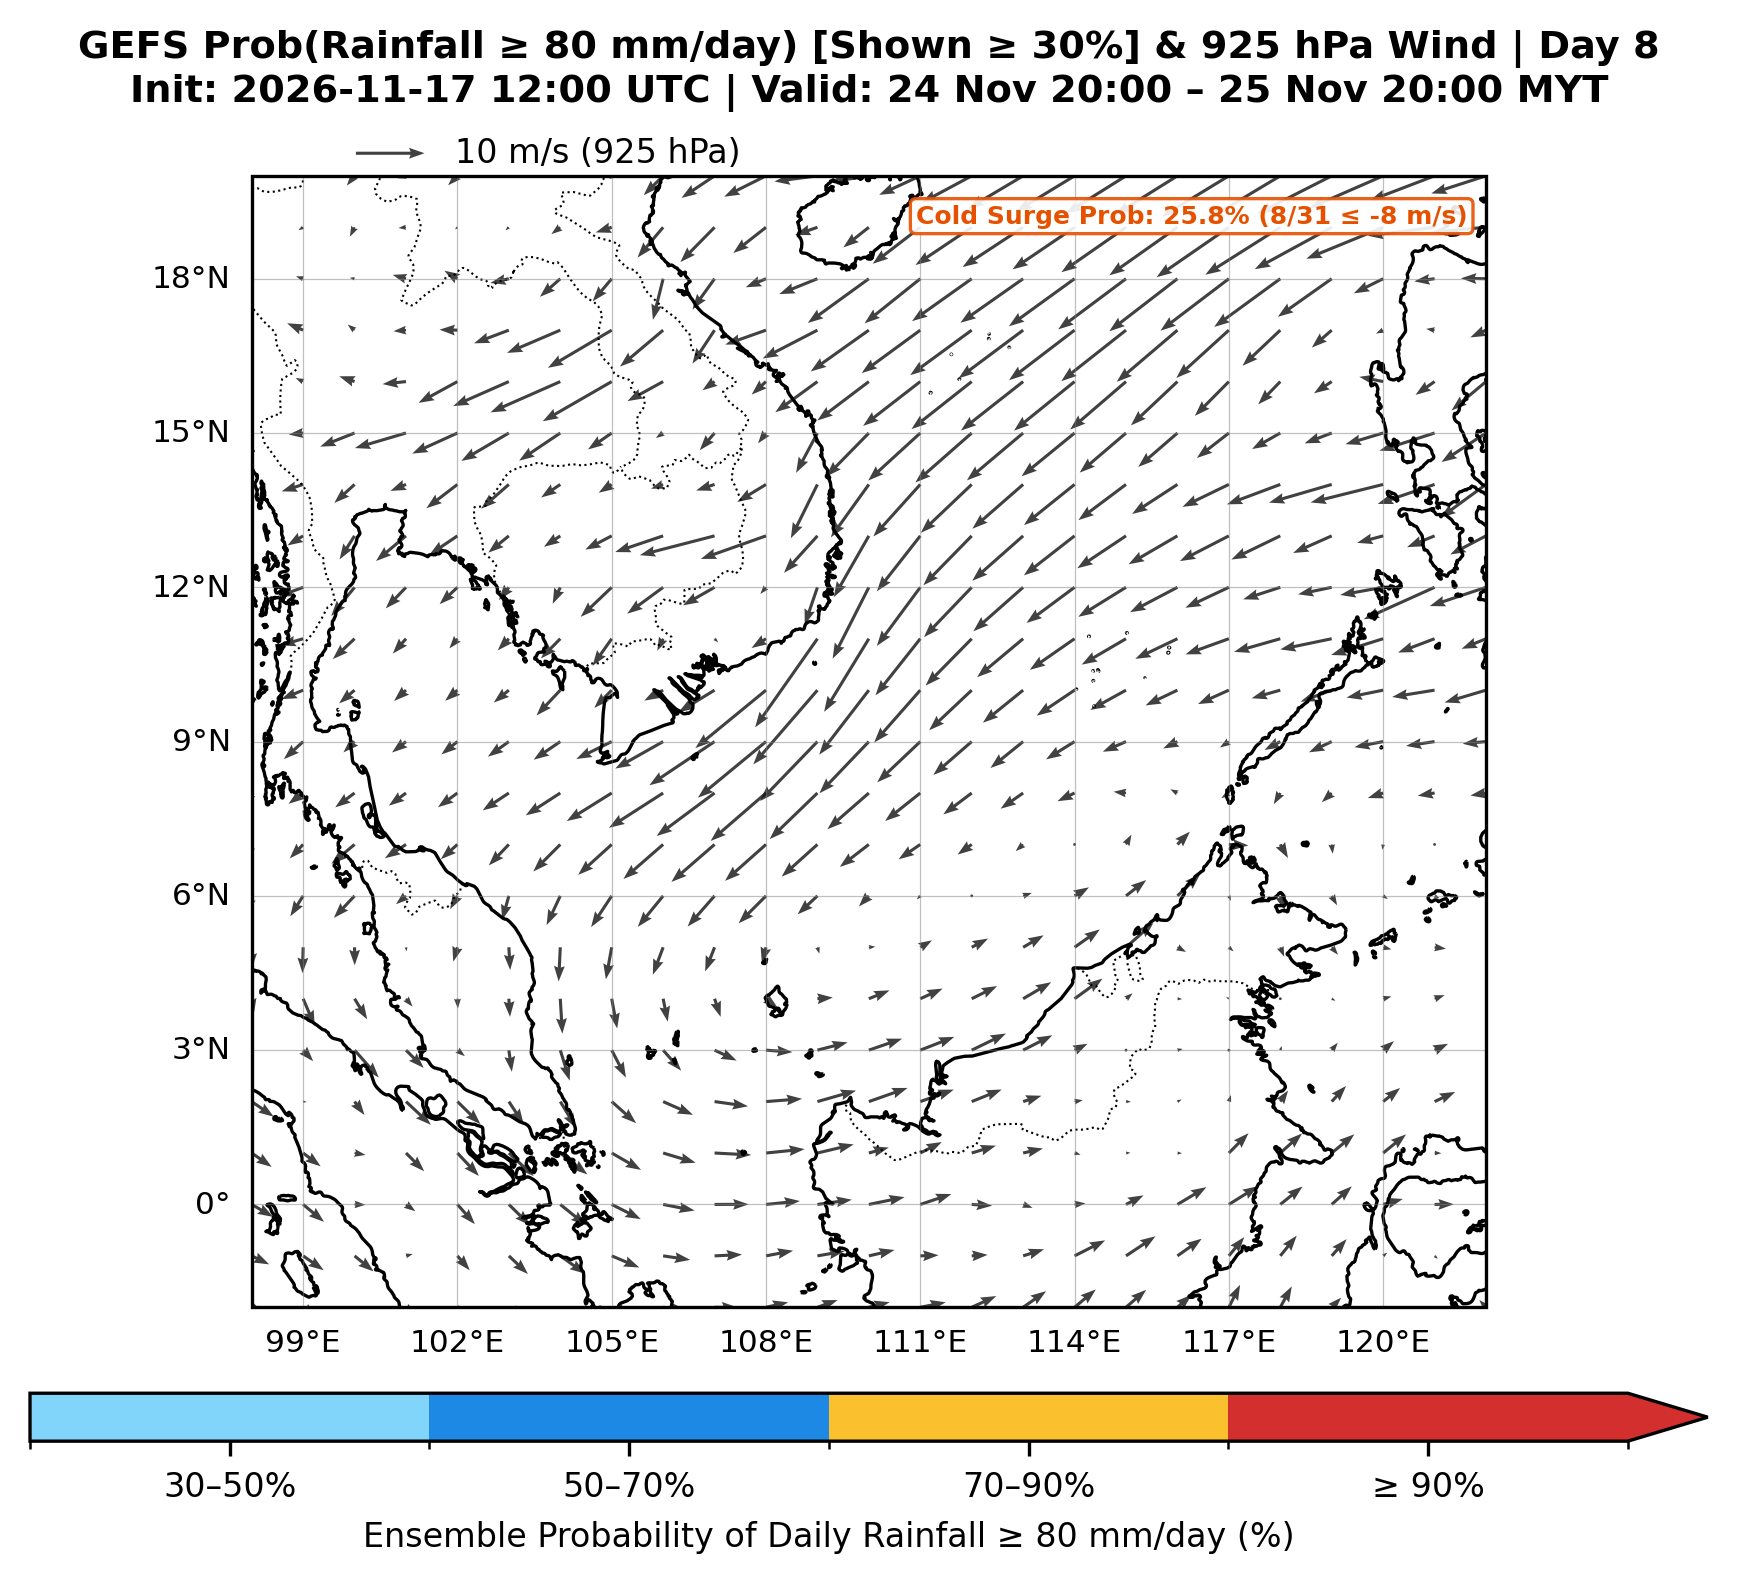 GEFS Prob(Rainfall ≥ 80 mm/day) [Shown ≥ 30%] & 925 hPa Wind | Day 8
Init: 2026-11-17 12:00 UTC | Valid: 24 Nov 20:00 – 25 Nov 20:00 MYT
10 m/s (925 hPa)
Cold Surge Prob: 25.8% (8/31 ≤ -8 m/s)
18°N
15°N
12°N
9°N
6°N
3°N
0°
99°E 102°E 105°E 108°E 111°E 114°E 117°E 120°E
30–50% 50–70% 70–90% ≥ 90%
Ensemble Probability of Daily Rainfall ≥ 80 mm/day (%)